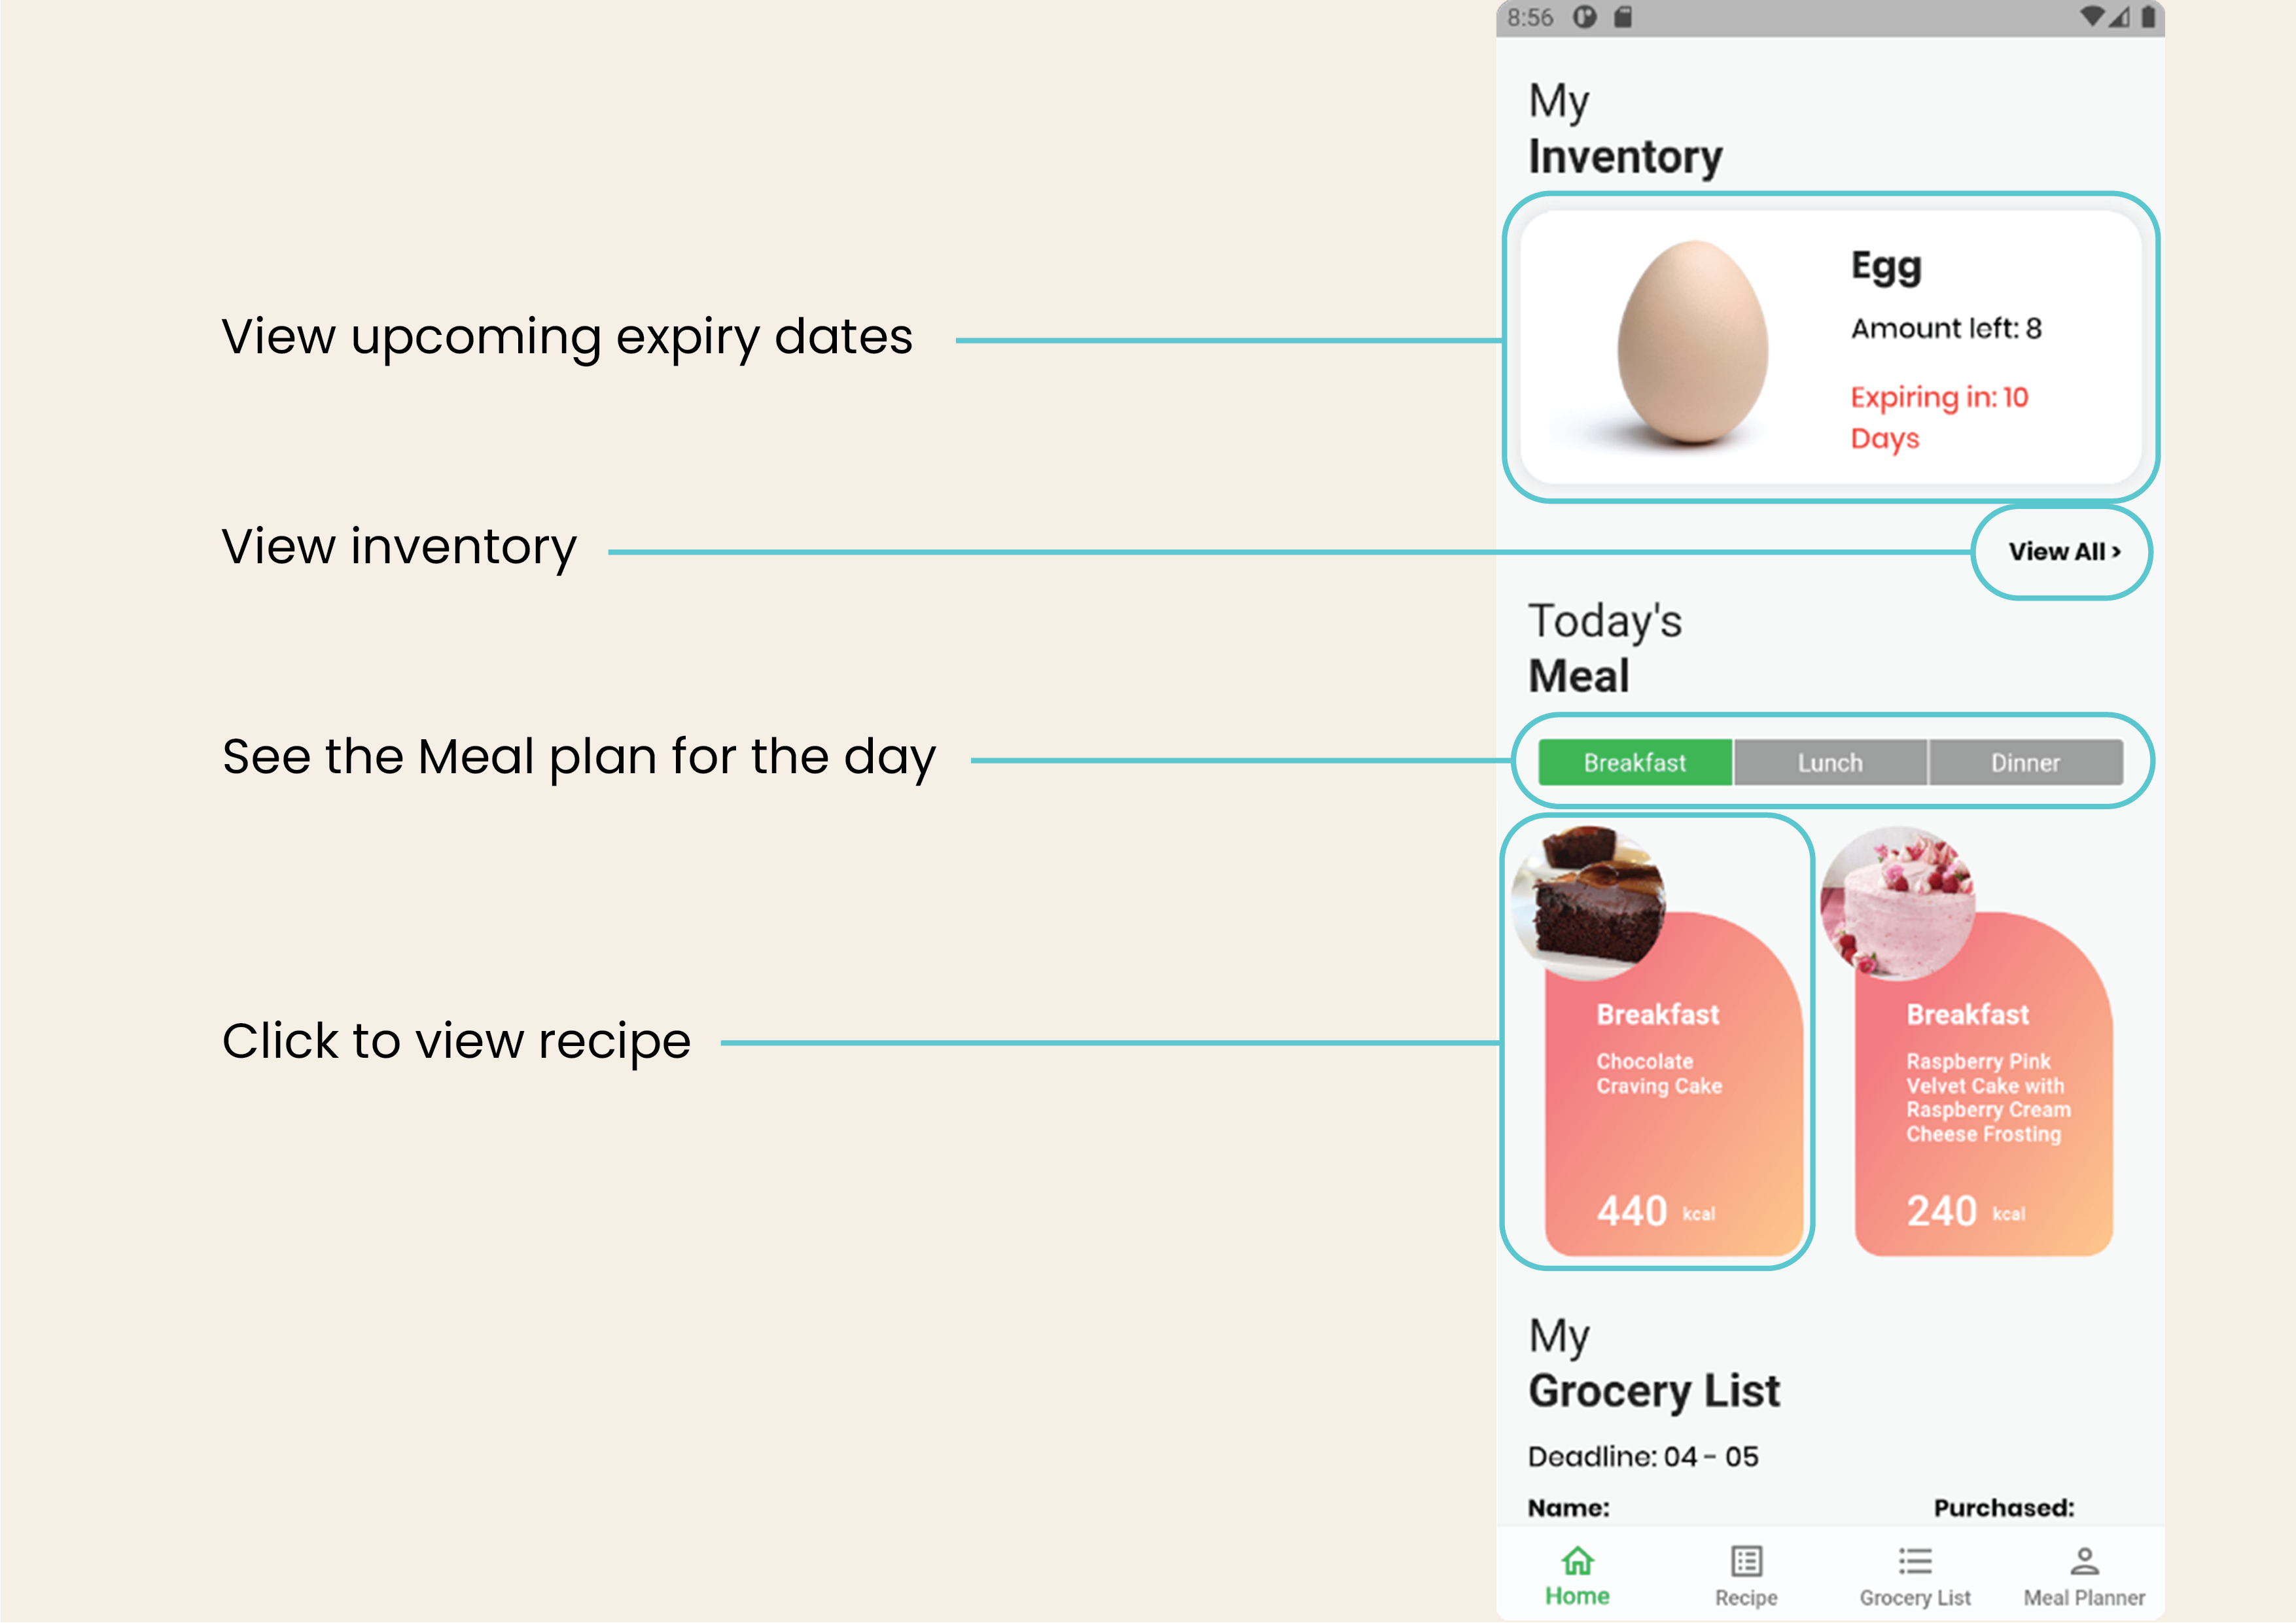 8:56
My
Inventory
Egg
Amount left: 8
Expiring in: 10
Days
View upcoming expiry dates
View inventory
View All >
Today's
Meal
See the Meal plan for the day
Breakfast
Lunch
Dinner
Click to view recipe
Breakfast
Chocolate
Craving Cake
440 kcal
Breakfast
Raspberry Pink
Velvet Cake with
Raspberry Cream
Cheese Frosting
240 kcal
My
Grocery List
Deadline: 04 - 05
Name:
Purchased:
Home
Recipe
Grocery List
Meal Planner